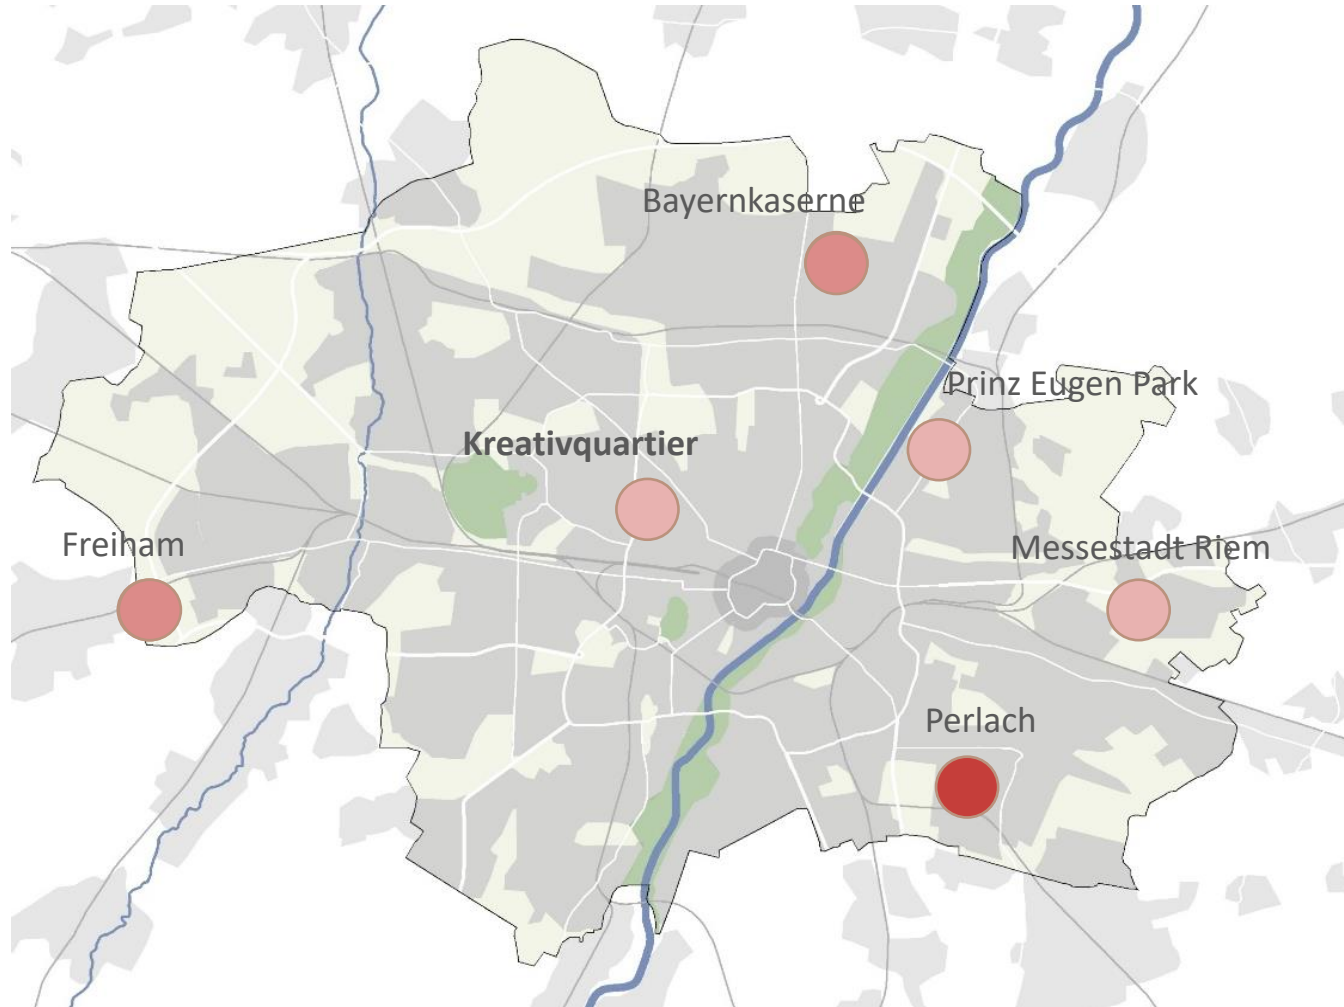 Bayernkaserne
Prinz Eugen Park
Kreativquartier
Freiham
Messestadt Riem
Perlach